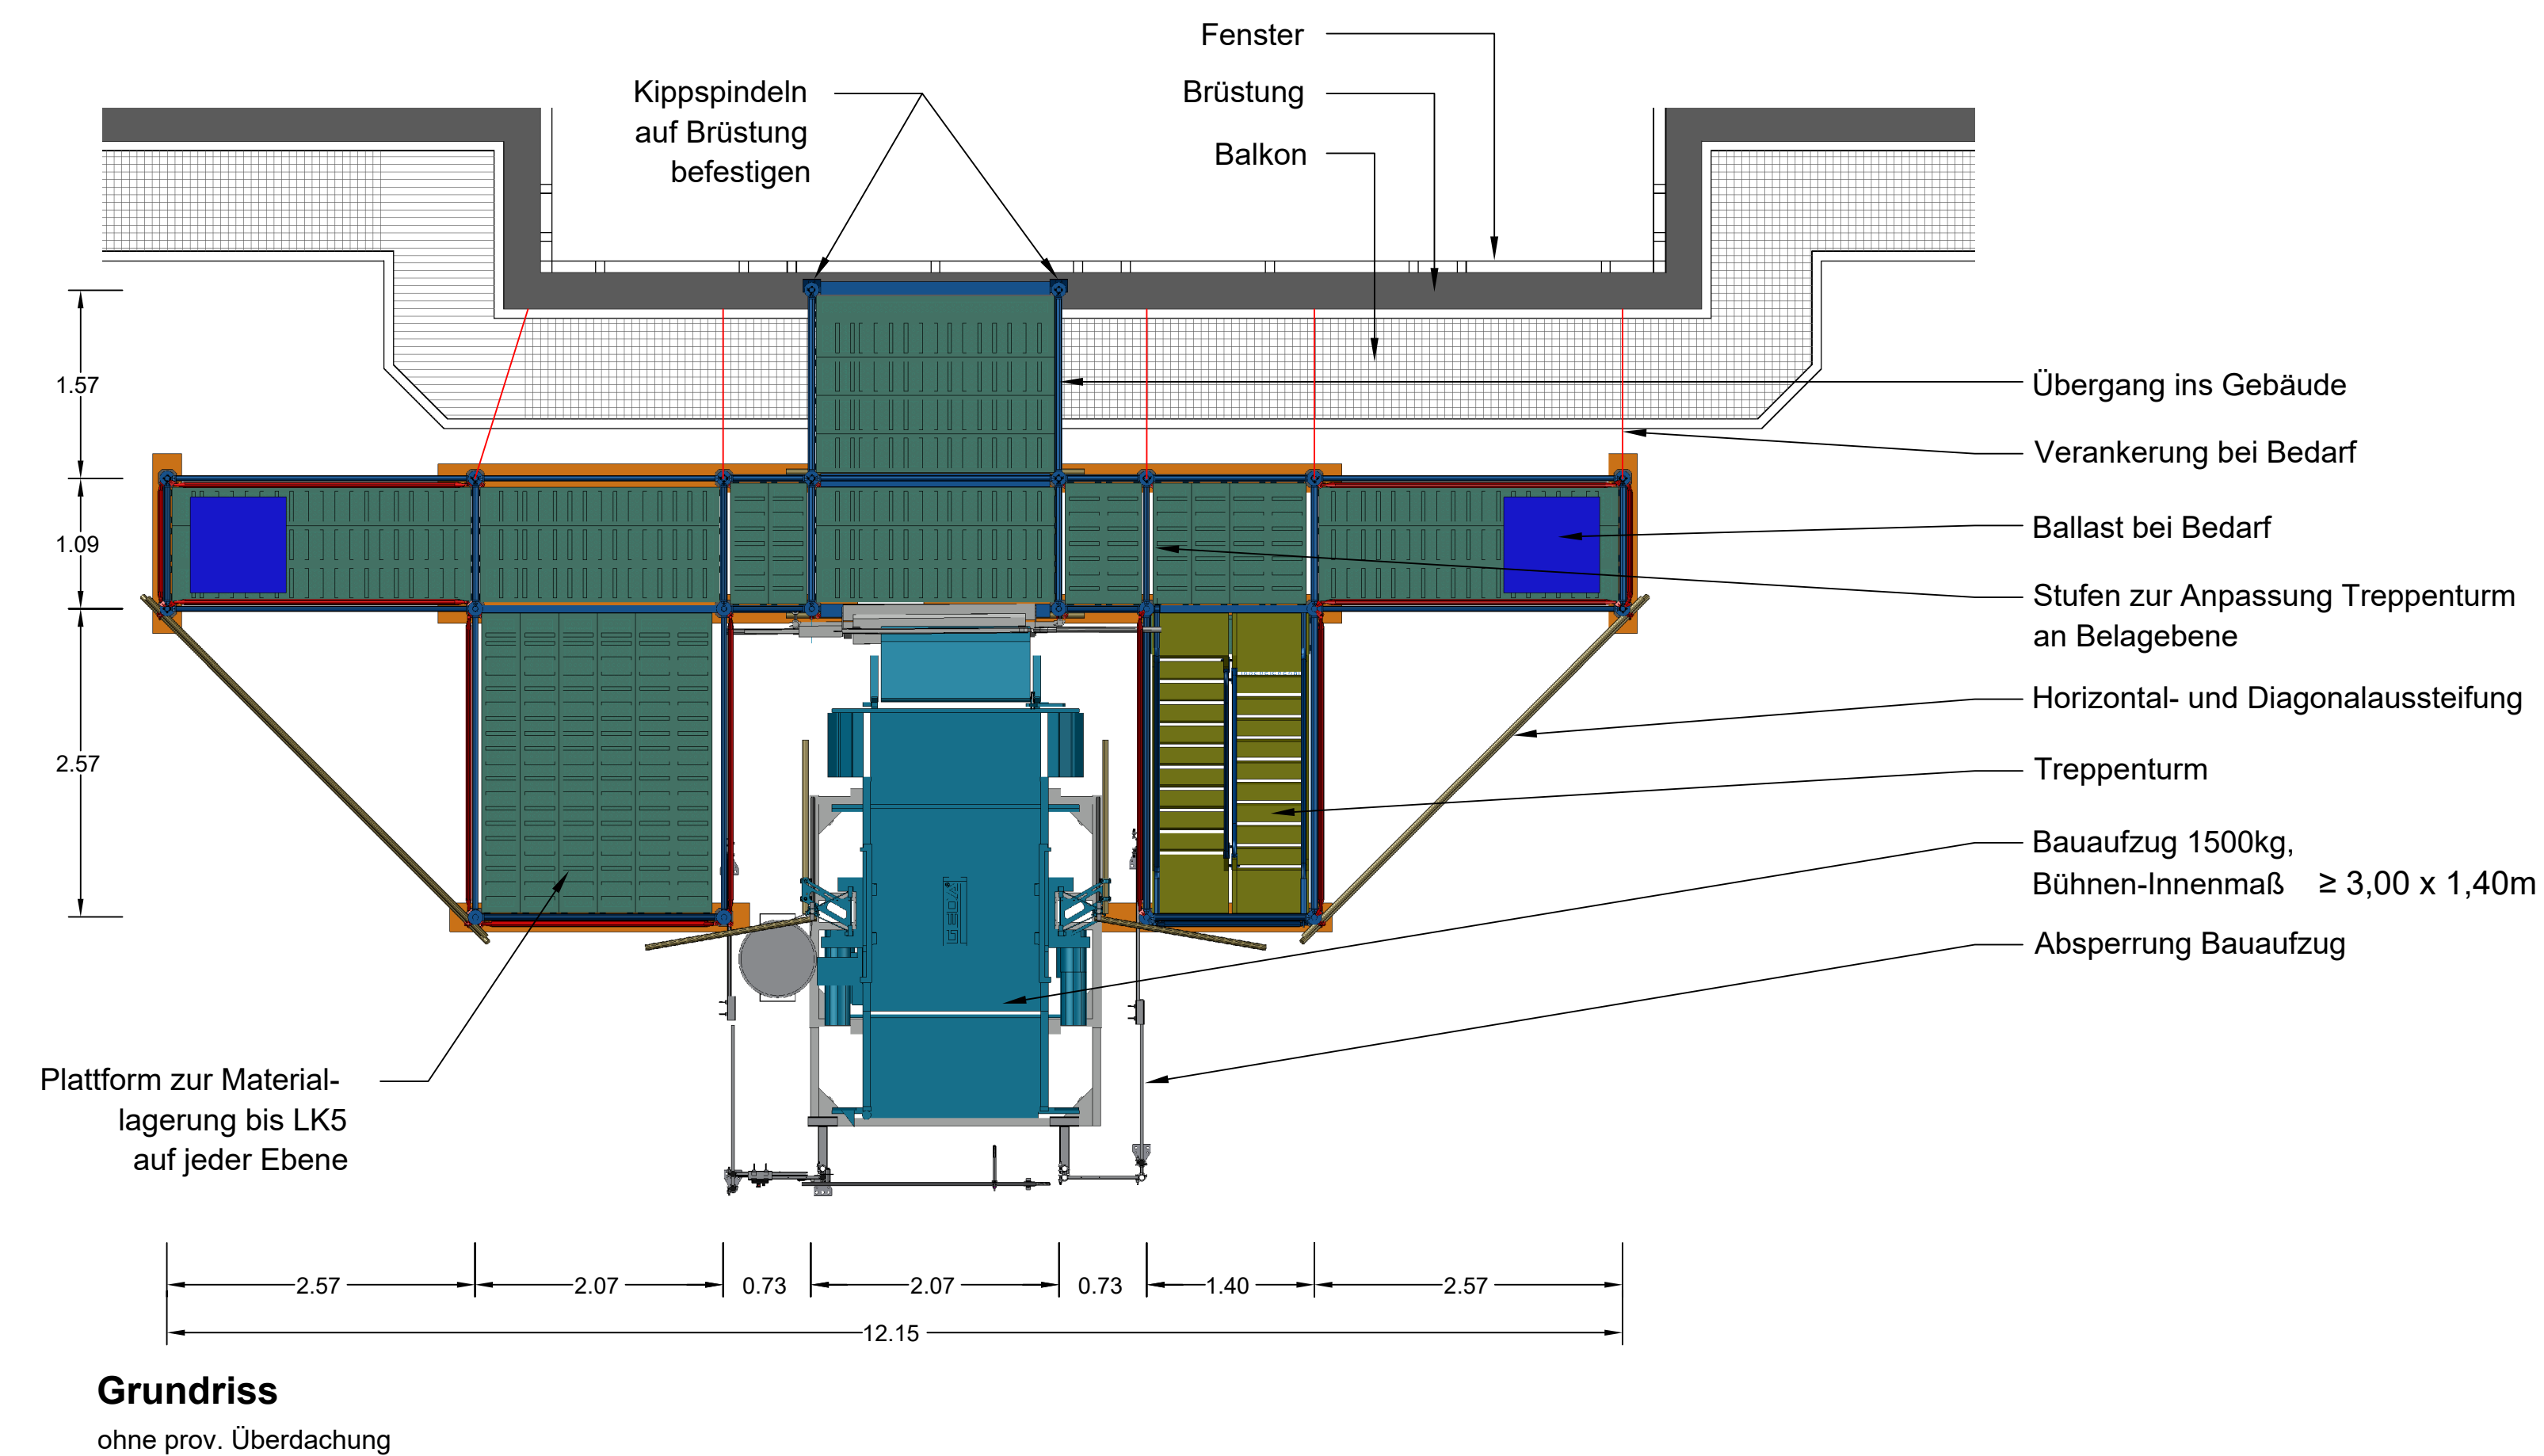 Fenster
Kippspindeln
auf Brüstung
befestigen
Brüstung
Balkon
1.57
1.09
2.57
Übergang ins Gebäude
Verankerung bei Bedarf
Ballast bei Bedarf
Stufen zur Anpassung Treppenturm
an Belagebene
Horizontal- und Diagonalaussteifung
Treppenturm
Bauaufzug 1500kg,
Bühnen-Innenmaß ≥ 3,00 x 1,40m
Absperrung Bauaufzug
GEDA
Plattform zur Material-
lagerung bis LK5
auf jeder Ebene
2.57 2.07 0.73 2.07 0.73 1.40 2.57
12.15
Grundriss
ohne prov. Überdachung